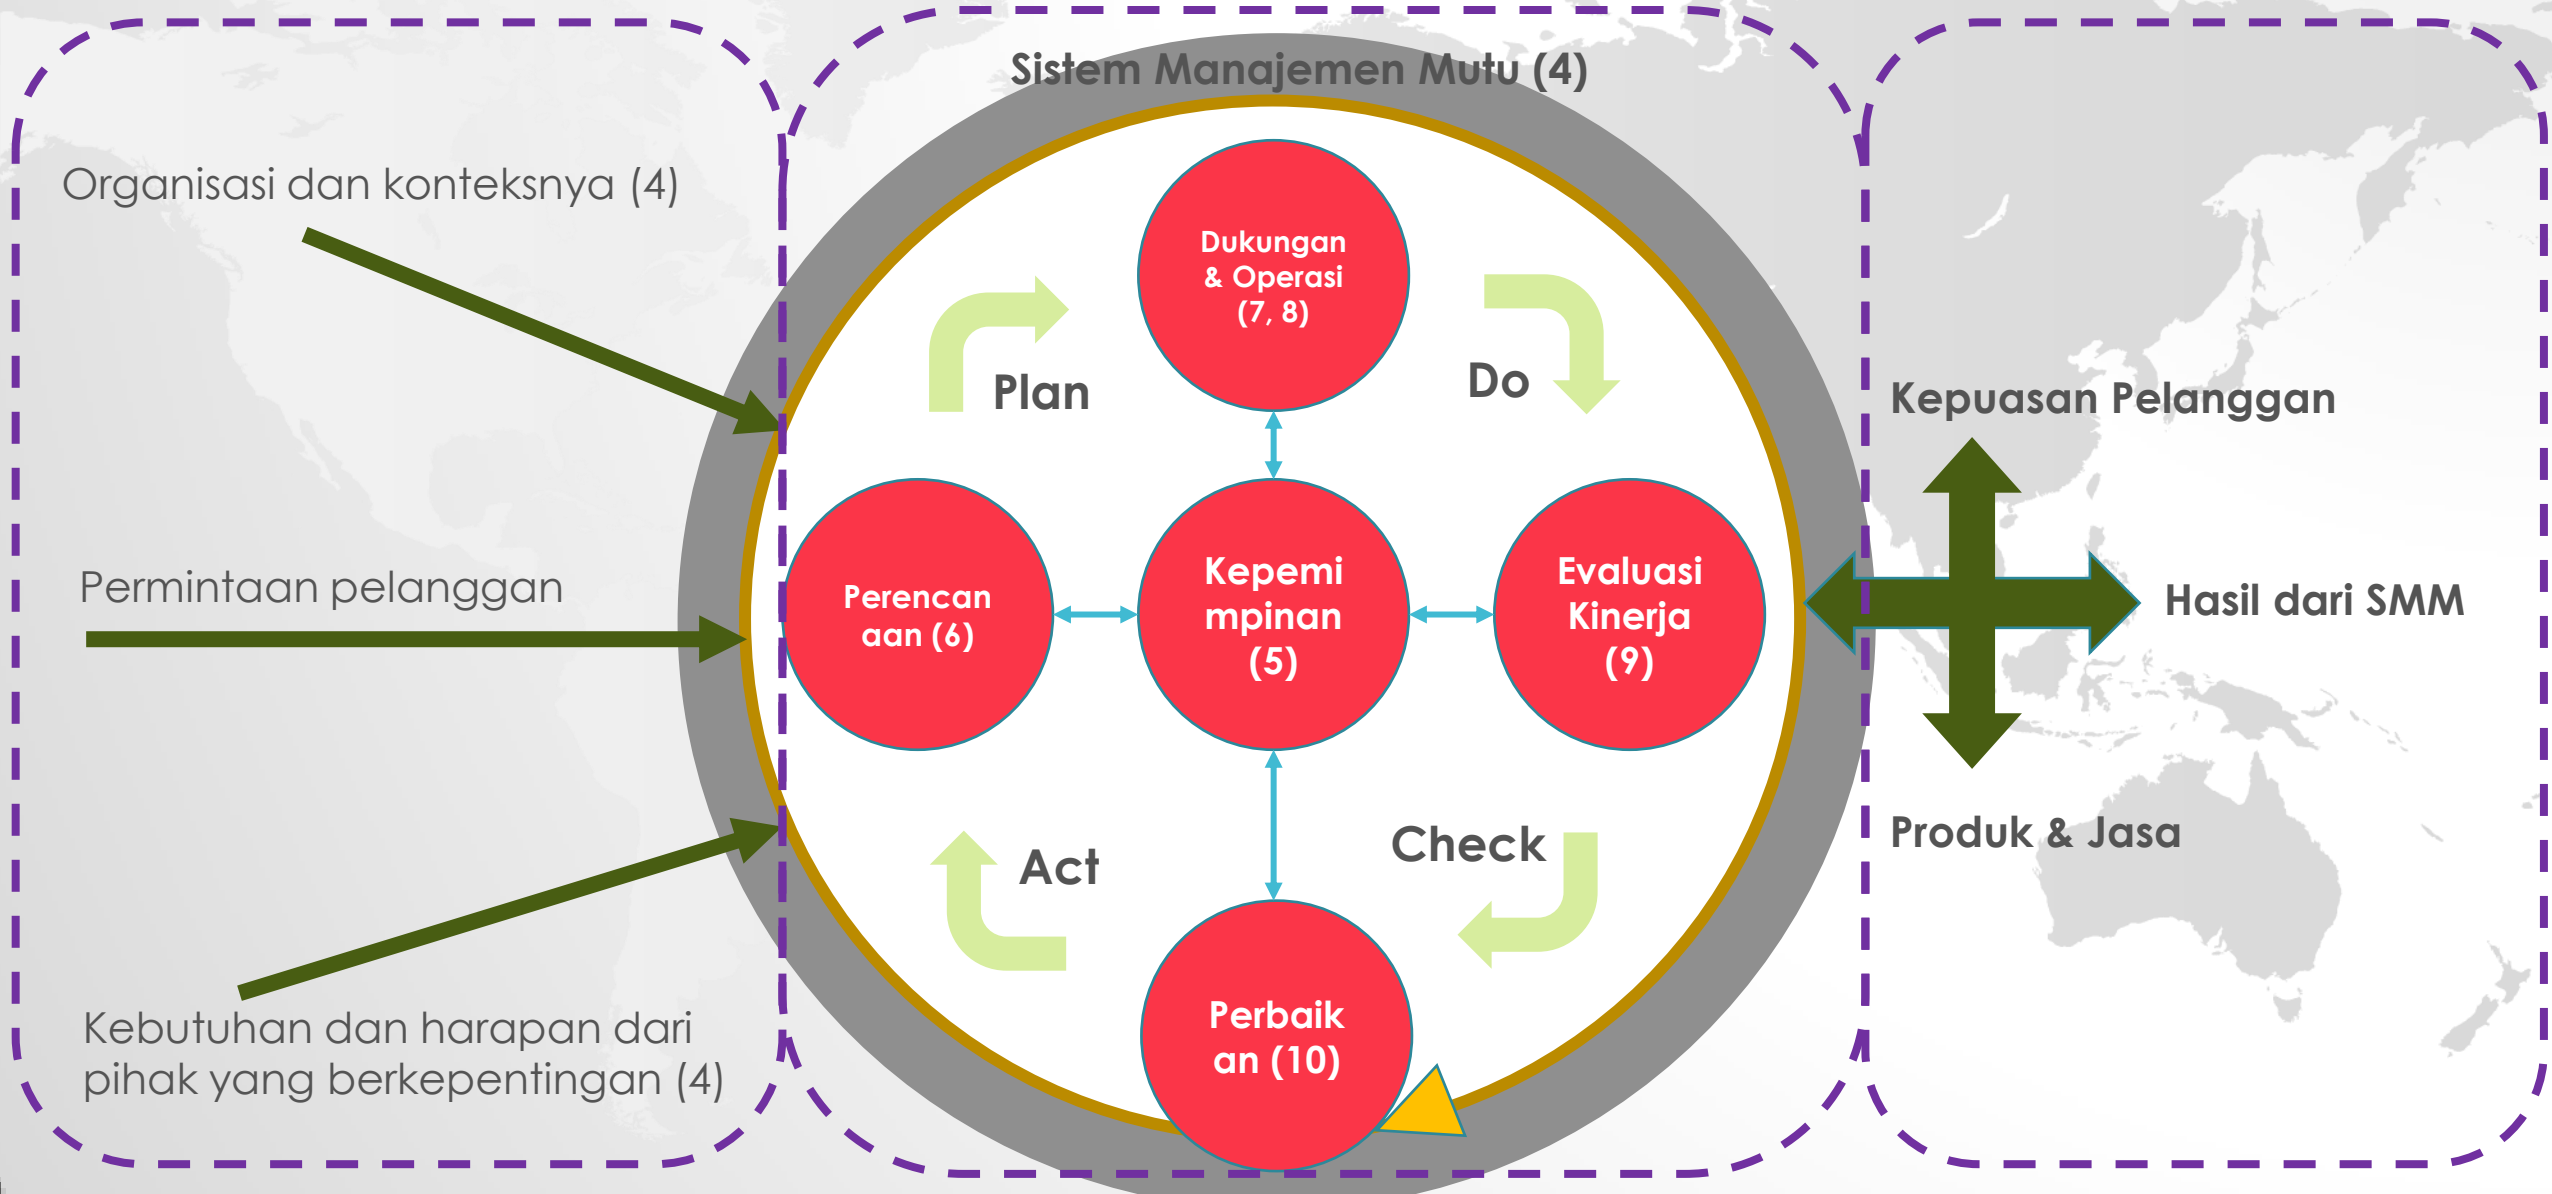 Sistem Manajemen Mutu (4)
Organisasi dan konteksnya (4)
Permintaan pelanggan
Kebutuhan dan harapan dari
pihak yang berkepentingan (4)
Dukungan
& Operasi
(7, 8)
Plan
Do
Perencan
aan (6)
Kepemi
mpinan
(5)
Evaluasi
Kinerja
(9)
Act
Check
Perbaik
an (10)
Kepuasan Pelanggan
Hasil dari SMM
Produk & Jasa